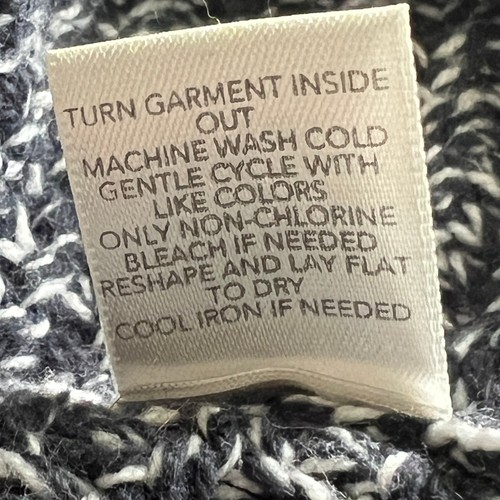 TURN GARMENT INSIDE
OUT
MACHINE WASH COLD
GENTLE CYCLE WITH
LIKE COLORS
ONLY NON-CHLORINE
BLEACH IF NEEDED
RESHAPE AND LAY FLAT
TO DRY
COOL IRON IF NEEDED